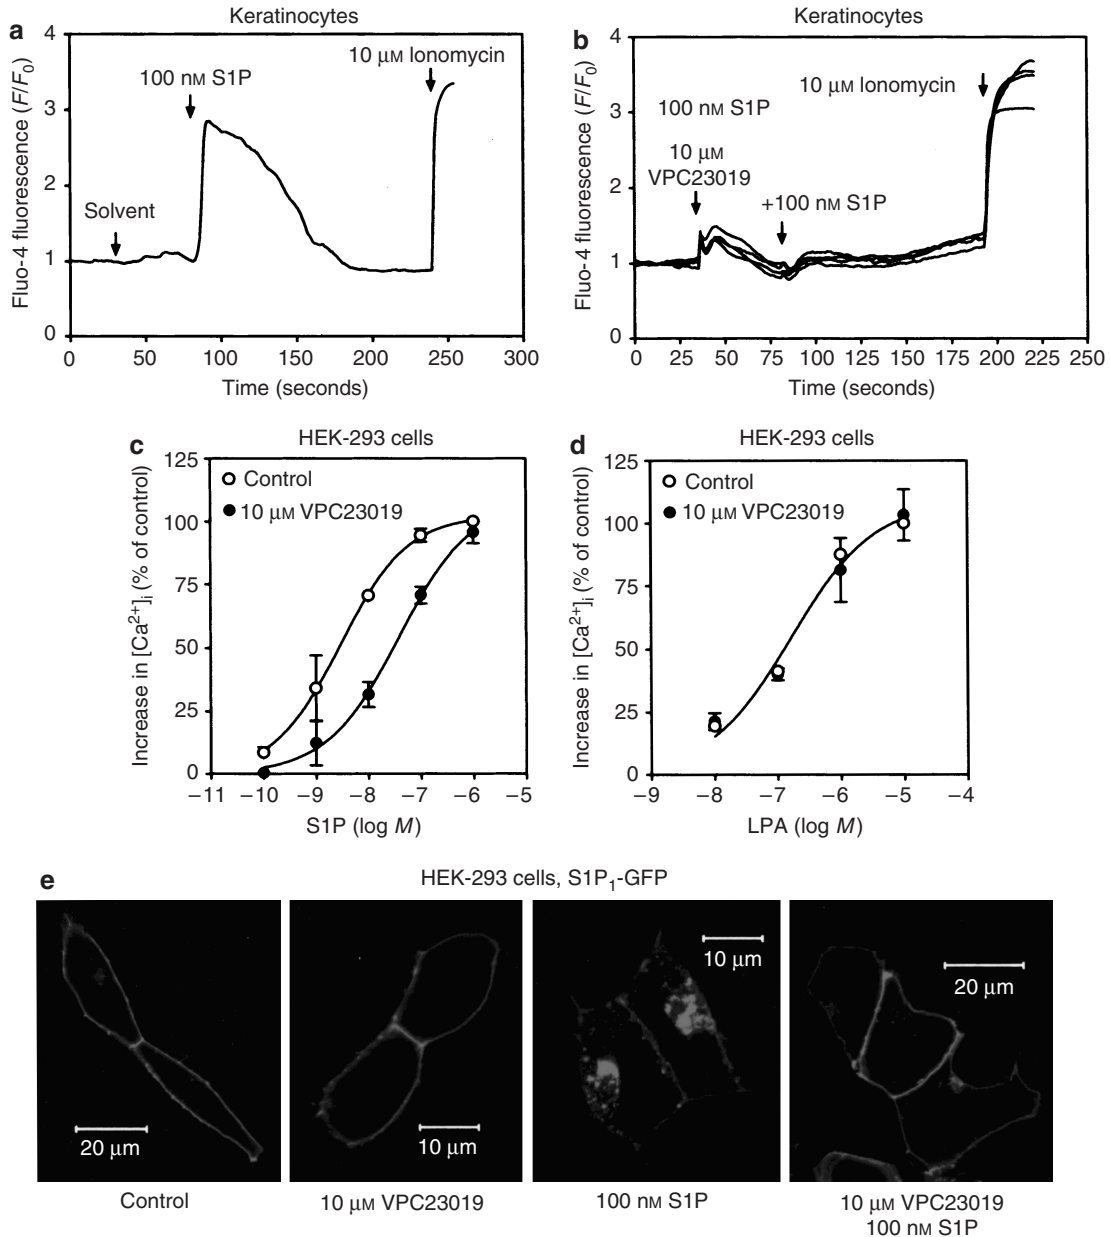 a
Keratinocytes
Fluo-4 fluorescence (F/F0)
4
3
2
1
0
100 nM S1P
10 μM Ionomycin
Solvent
0 50 100 150 200 250 300
Time (seconds)
b
Keratinocytes
Fluo-4 fluorescence (F/F0)
4
3
2
1
0
10 μM Ionomycin
100 nM S1P
10 μM
VPC23019
+100 nM S1P
0 25 50 75 100 125 150 175 200 225 250
Time (seconds)
c
HEK-293 cells
Increase in [Ca2+]i (% of control)
125
100
75
50
25
0
Control
10 μM VPC23019
−11 −10 −9 −8 −7 −6 −5
S1P (log M)
d
HEK-293 cells
Increase in [Ca2+]i (% of control)
125
100
75
50
25
0
Control
10 μM VPC23019
−9 −8 −7 −6 −5 −4
LPA (log M)
e
HEK-293 cells, S1P1-GFP
20 μm
10 μm
10 μm
20 μm
Control
10 μM VPC23019
100 nM S1P
10 μM VPC23019
100 nM S1P